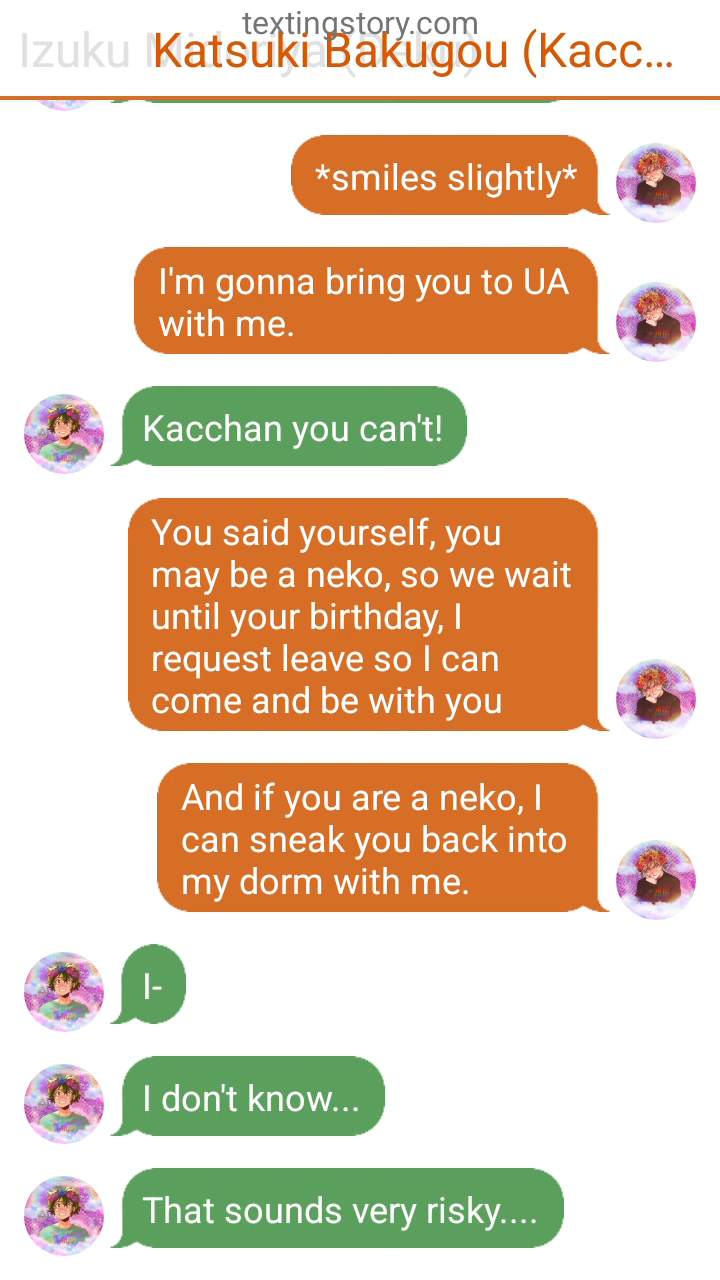 textingstory.com
Izuku Midoriya (Deku)
Katsuki Bakugou (Kacc...
*smiles slightly*
I'm gonna bring you to UA
with me.
Kacchan you can't!
You said yourself, you
may be a neko, so we wait
until your birthday, I
request leave so I can
come and be with you
And if you are a neko, I
can sneak you back into
my dorm with me.
I-
I don't know...
That sounds very risky....